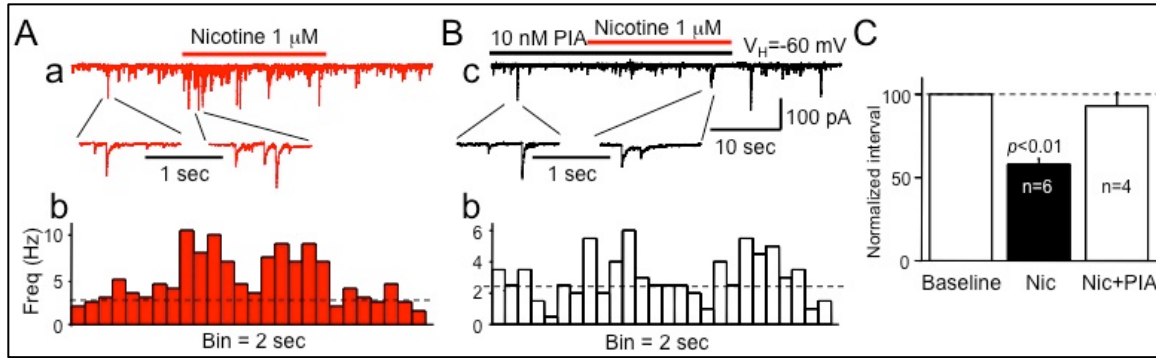 A
Nicotine 1 μM
a
1 sec
b
Freq (Hz)
10
5
0
Bin = 2 sec
B
Nicotine 1 μM
10 nM PIA
V_H=-60 mV
c
100 pA
10 sec
1 sec
b
6
4
2
0
Bin = 2 sec
C
Normalized interval
100
50
0
p<0.01
n=6
n=4
Baseline Nic Nic+PIA